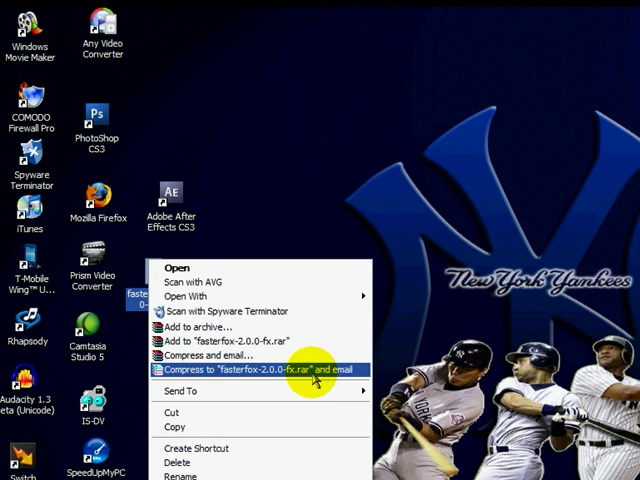 Windows
Movie Maker
Any Video
Converter
COMODO
Firewall Pro
Ps
PhotoShop
CS3
Spyware
Terminator
iTunes
Mozilla Firefox
AE
Adobe After
Effects CS3
T-Mobile
Wing™ U...
Prism Video
Converter
Rhapsody
Camtasia
Studio 5
Audacity 1.3
eta (Unicode)
IS-DV
Switch
SpeedUpMyPC
Open
Scan with AVG
Open With
Scan with Spyware Terminator
Add to archive...
Add to "fasterfox-2.0.0-fx.rar"
Compress and email...
Compress to "fasterfox-2.0.0-fx.rar" and email
Send To
Cut
Copy
Create Shortcut
Delete
Rename
New York Yankees
NEW YORK